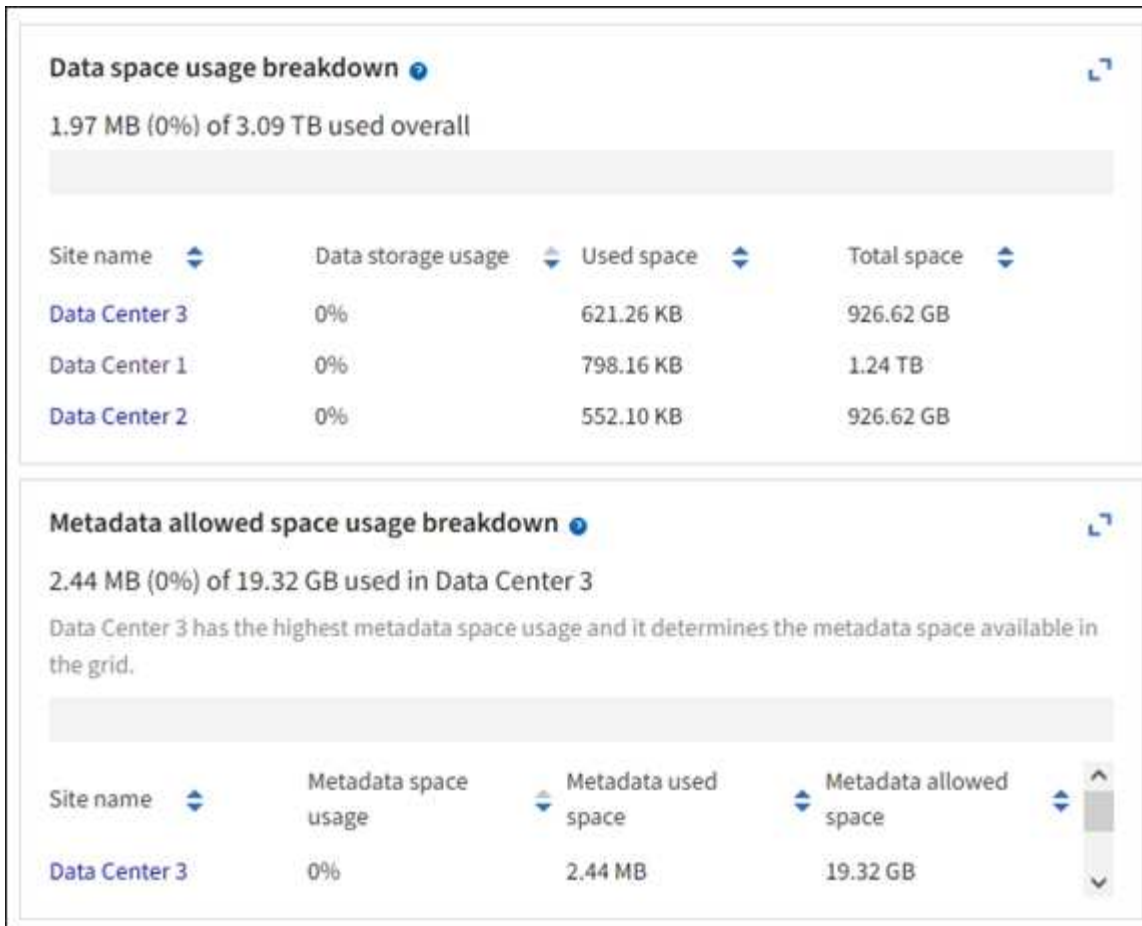 Data space usage breakdown
1.97 MB (0%) of 3.09 TB used overall
Site name Data storage usage Used space Total space
Data Center 3 0% 621.26 KB 926.62 GB
Data Center 1 0% 798.16 KB 1.24 TB
Data Center 2 0% 552.10 KB 926.62 GB
Metadata allowed space usage breakdown
2.44 MB (0%) of 19.32 GB used in Data Center 3
Data Center 3 has the highest metadata space usage and it determines the metadata space available in
the grid.
Site name Metadata space usage Metadata used space Metadata allowed space
Data Center 3 0% 2.44 MB 19.32 GB